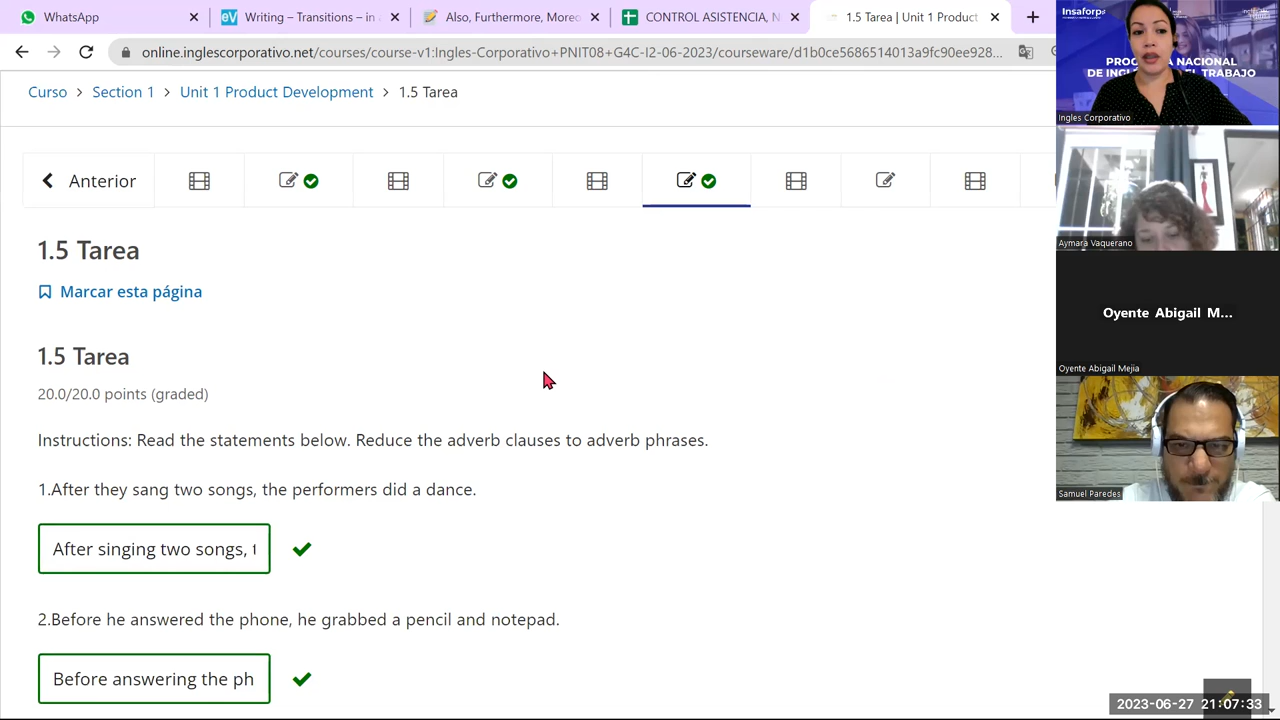 WhatsApp
Writing – Transitions
Also, Furthermore,
CONTROL ASISTENCIA,
1.5 Tarea | Unit 1 Product
online.inglescorporativo.net/courses/course-v1:Ingles-Corporativo+PNIT08+G4C-I2-06-2023/courseware/d1b0ce5686514013a9fc90ee928...
Curso > Section 1 > Unit 1 Product Development > 1.5 Tarea
Anterior
1.5 Tarea
Marcar esta página
1.5 Tarea
20.0/20.0 points (graded)
Instructions: Read the statements below. Reduce the adverb clauses to adverb phrases.
1.After they sang two songs, the performers did a dance.
After singing two songs, t
2.Before he answered the phone, he grabbed a pencil and notepad.
Before answering the ph
Insaforp
Ingles Corporativo
Aymara Vaquerano
Oyente Abigail M...
Oyente Abigail Mejia
Samuel Paredes
2023-06-27 21:07:33